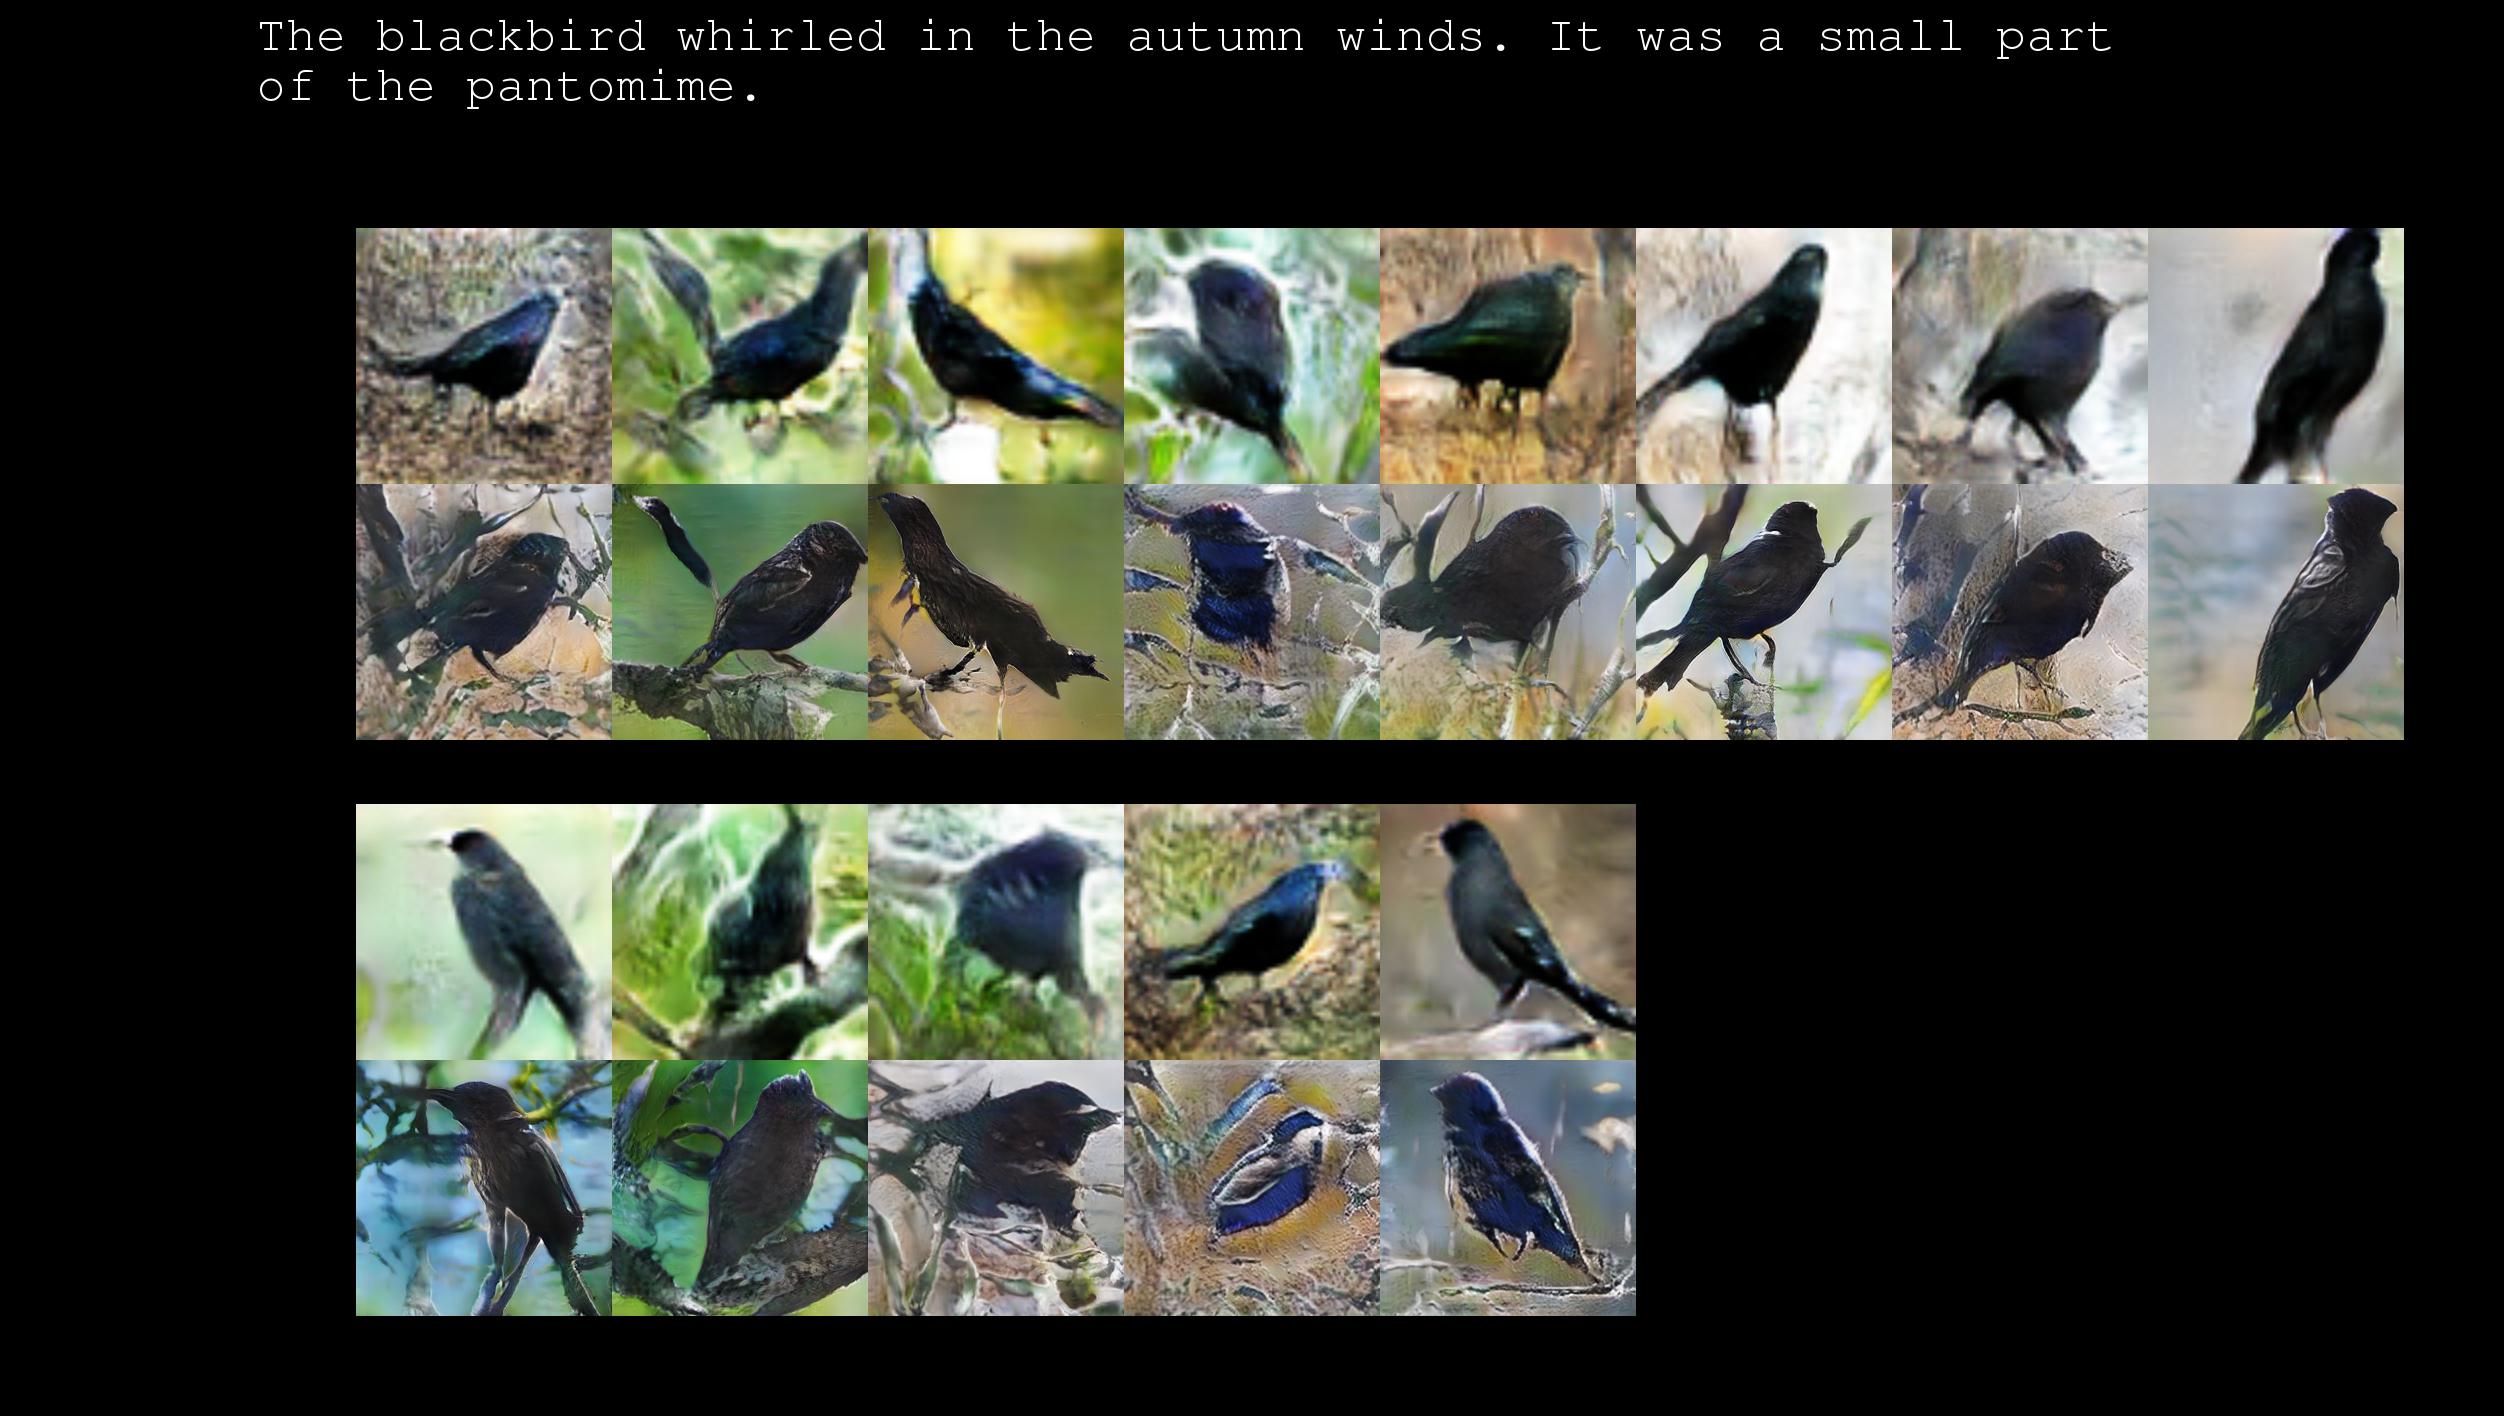 The blackbird whirled in the autumn winds. It was a small part
of the pantomime.